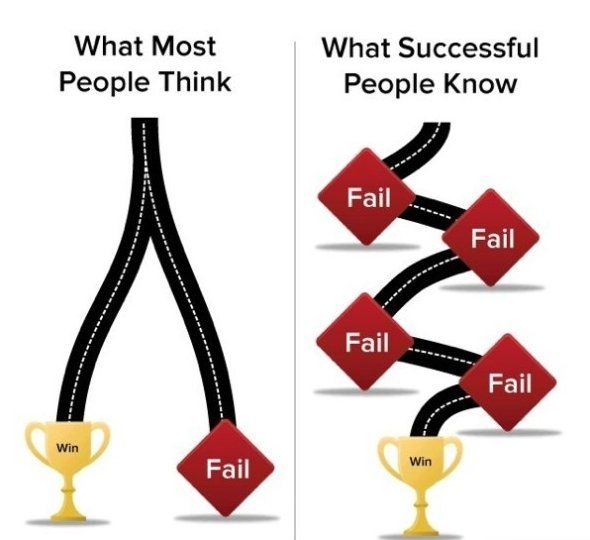 What Most
People Think
Win
Fail
What Successful
People Know
Fail
Fail
Fail
Fail
Win